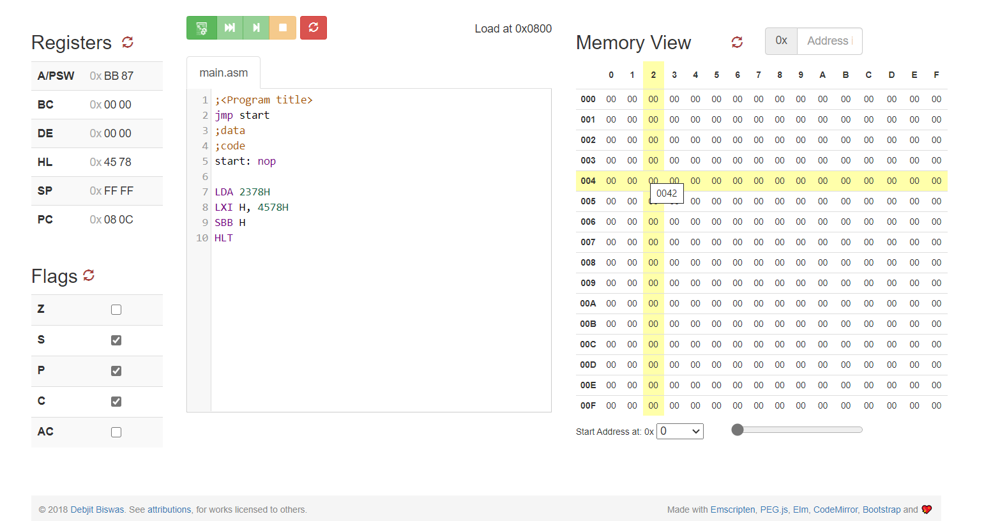 Registers
A/PSW 0x BB 87
BC 0x 00 00
DE 0x 00 00
HL 0x 45 78
SP 0x FF FF
PC 0x 08 0C
Flags
Z
S
P
C
AC
Load at 0x0800
main.asm
1 ;<Program title>
2 jmp start
3 ;data
4 ;code
5 start: nop
6
7 LDA 2378H
8 LXI H, 4578H
9 SBB H
10 HLT
Memory View
0x Address
0 1 2 3 4 5 6 7 8 9 A B C D E F
000 00 00 00 00 00 00 00 00 00 00 00 00 00 00 00 00
001 00 00 00 00 00 00 00 00 00 00 00 00 00 00 00 00
002 00 00 00 00 00 00 00 00 00 00 00 00 00 00 00 00
003 00 00 00 00 00 00 00 00 00 00 00 00 00 00 00 00
004 00 00 00 00 00 00 00 00 00 00 00 00 00 00 00 00
0042
005 00 00 00 00 00 00 00 00 00 00 00 00 00 00
006 00 00 00 00 00 00 00 00 00 00 00 00 00 00 00 00
007 00 00 00 00 00 00 00 00 00 00 00 00 00 00 00 00
008 00 00 00 00 00 00 00 00 00 00 00 00 00 00 00 00
009 00 00 00 00 00 00 00 00 00 00 00 00 00 00 00 00
00A 00 00 00 00 00 00 00 00 00 00 00 00 00 00 00 00
00B 00 00 00 00 00 00 00 00 00 00 00 00 00 00 00 00
00C 00 00 00 00 00 00 00 00 00 00 00 00 00 00 00 00
00D 00 00 00 00 00 00 00 00 00 00 00 00 00 00 00 00
00E 00 00 00 00 00 00 00 00 00 00 00 00 00 00 00 00
00F 00 00 00 00 00 00 00 00 00 00 00 00 00 00 00 00
Start Address at: 0x 0
© 2018 Debjit Biswas. See attributions, for works licensed to others.
Made with Emscripten, PEG.js, Elm, CodeMirror, Bootstrap and